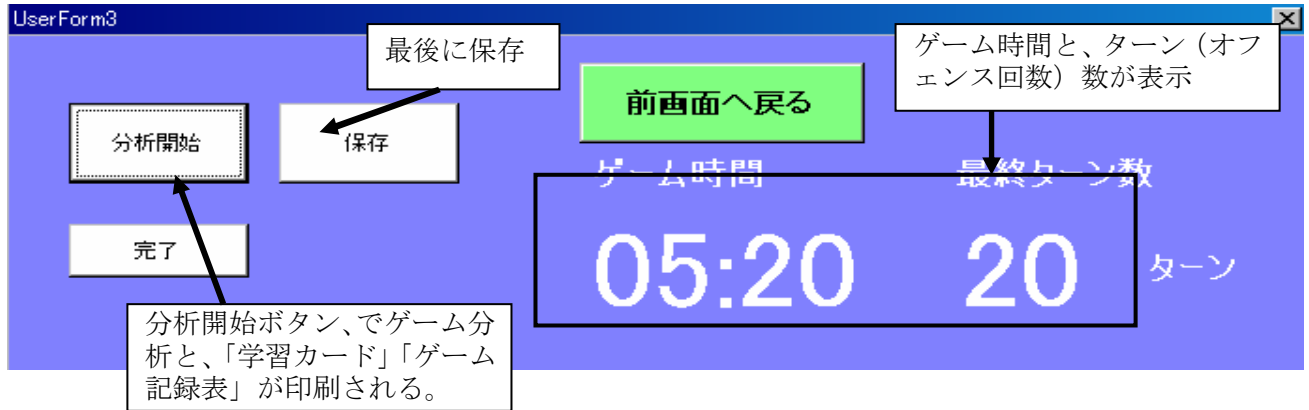 UserForm3
最後に保存
ゲーム時間と、ターン（オフ
ェンス回数）数が表示
前画面へ戻る
分析開始
保存
ゲーム時間
最終ターン数
完了
05:20
20
ターン
分析開始ボタン、でゲーム分
析と、「学習カード」「ゲーム
記録表」が印刷される。